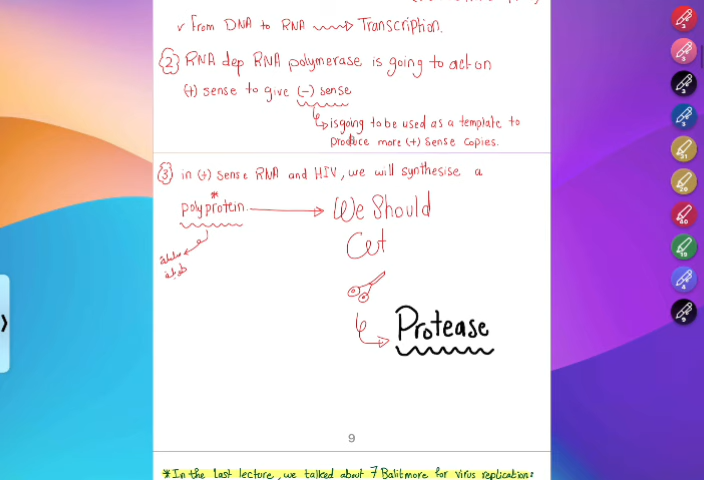 ✓ From DNA to RNA → Transcription.
② RNA dep RNA polymerase is going to act on
(+) sense to give (-) sense
↳ is going to be used as a template to
produce more (+) sense copies.
③ in (+) sense RNA and HIV, we will synthesise a
*
polyprotein. → We Should
سلسلة
طويلة
Cut
↳ Protease
9
*In the last lecture, we talked about 7 Balitmore for virus replication: